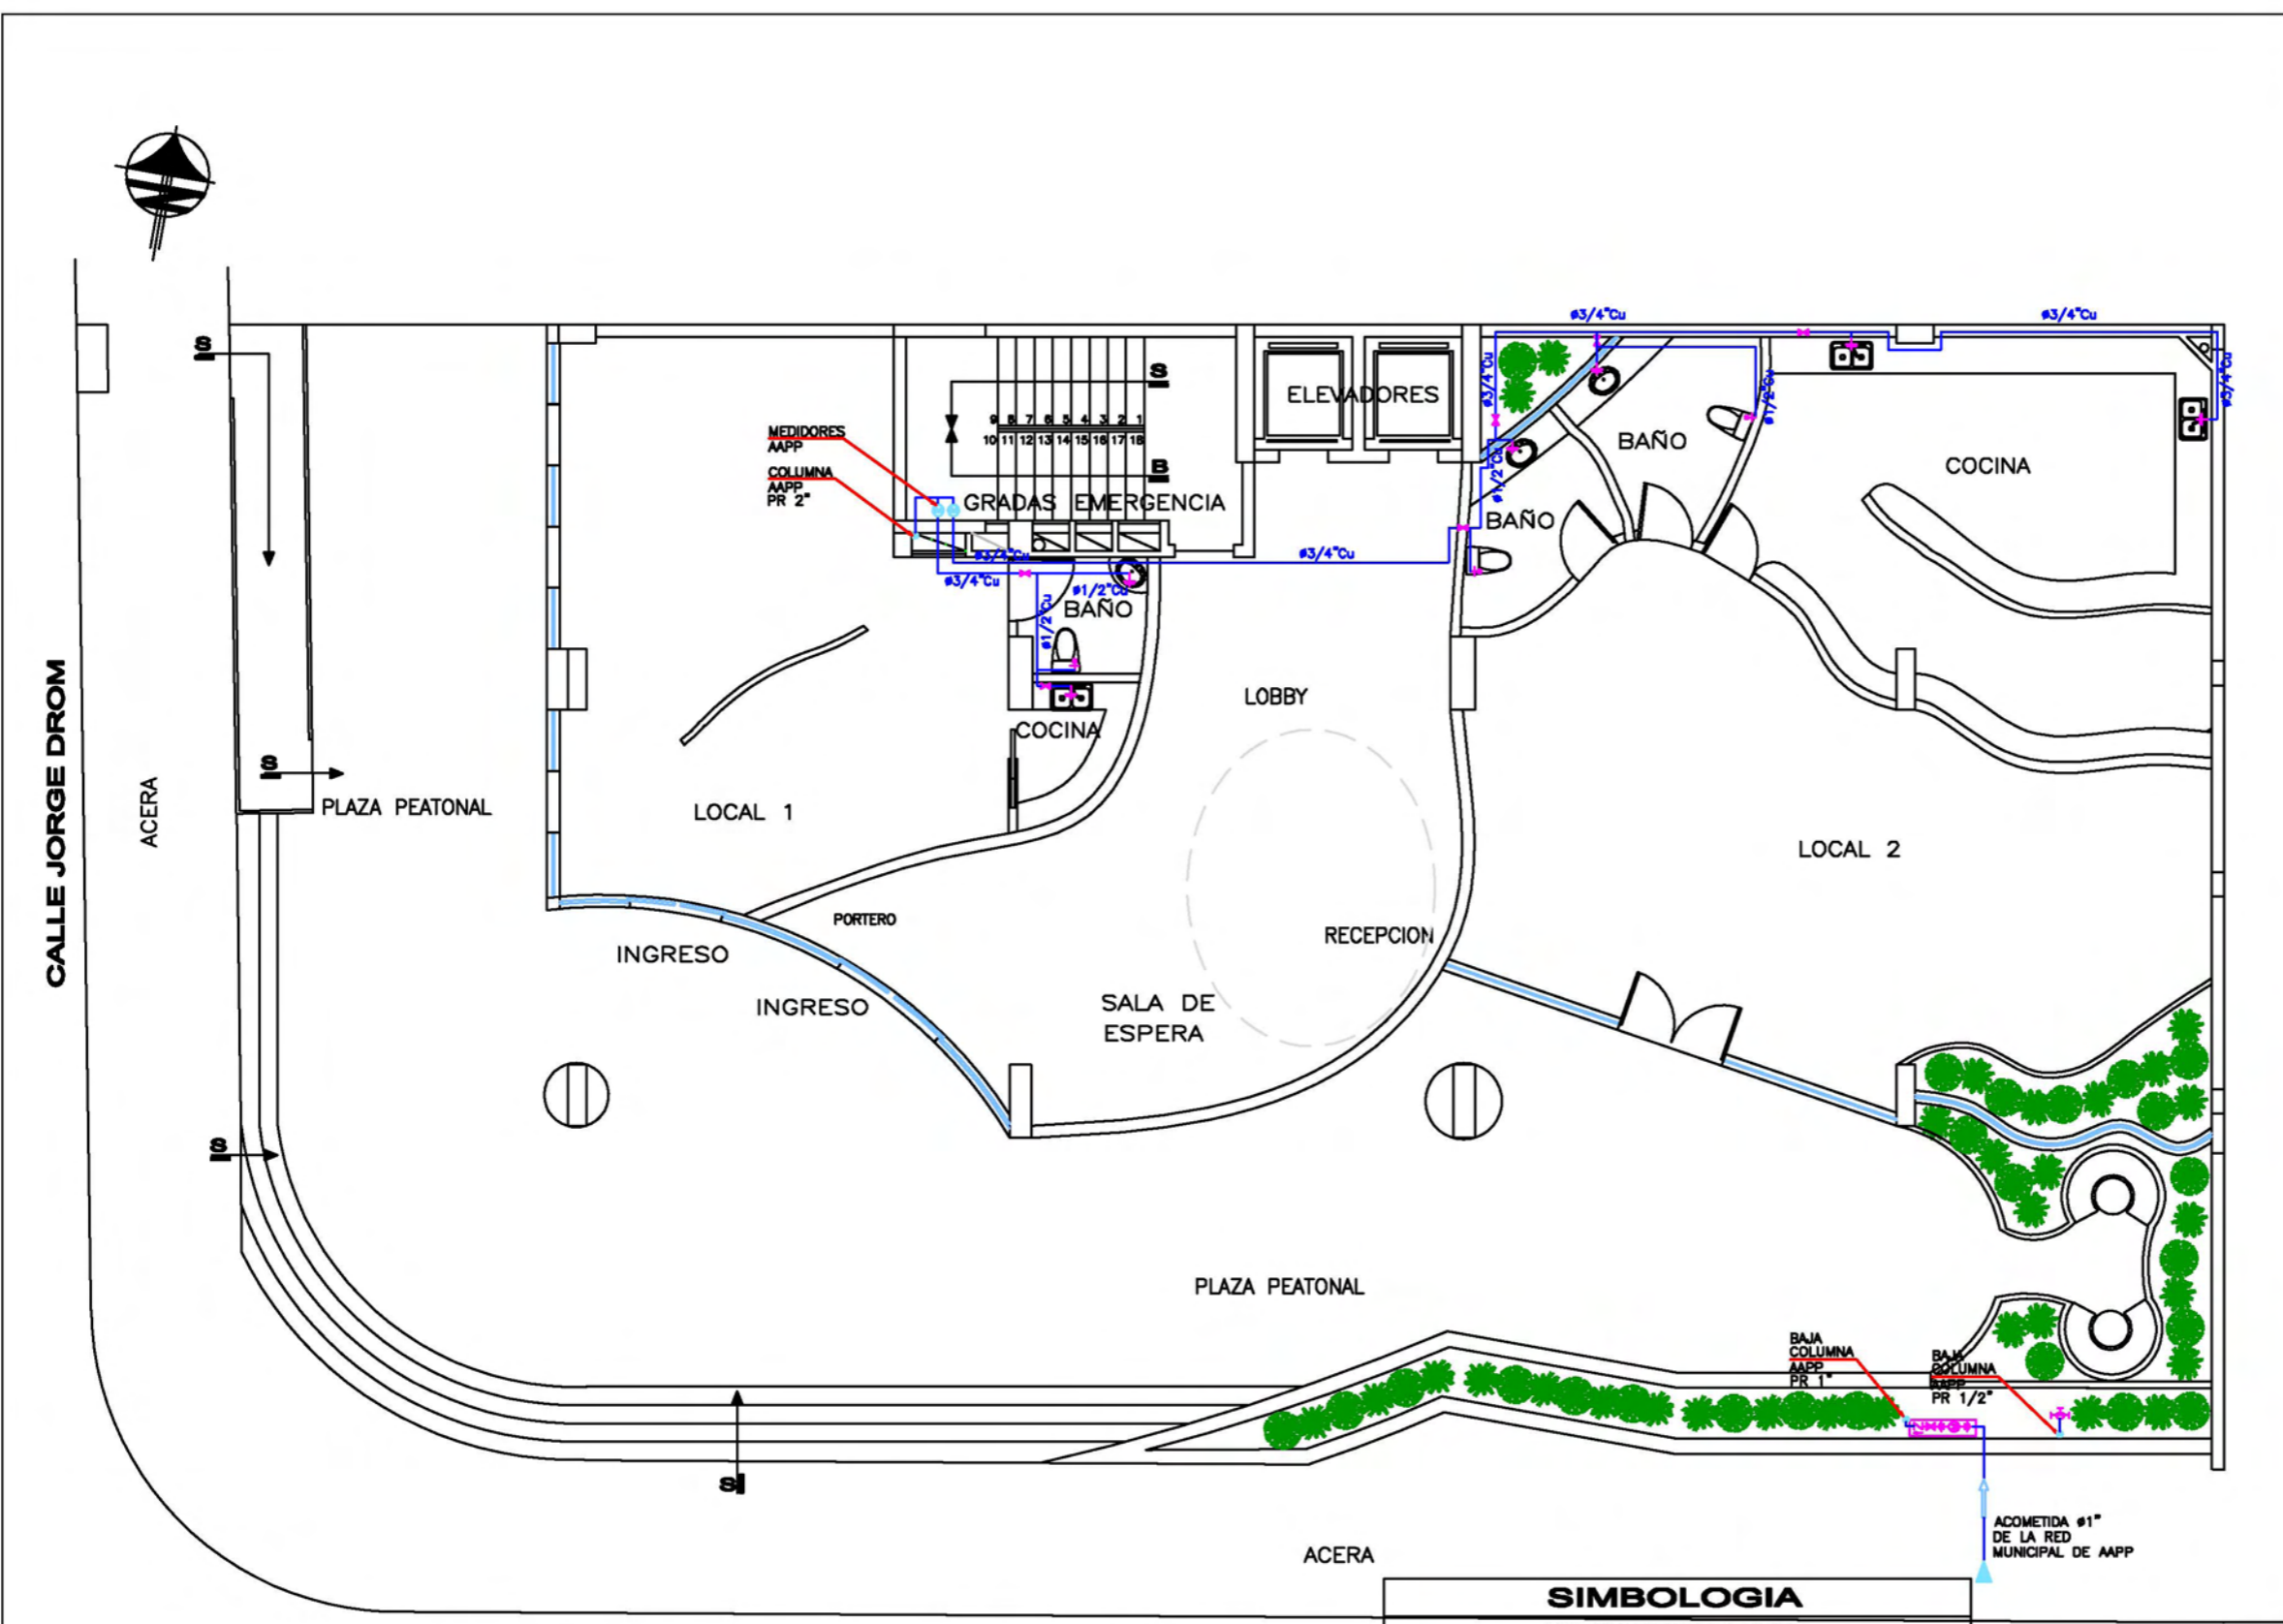 ø3/4"Cu
ø3/4"Cu
S
ø3/4"Cu
ø3/4"Cu
ø1/2"Cu
S
ELEVADORES
9 8 7 6 5 4 3 2 1
10 11 12 13 14 15 16 17 18
MEDIDORES
AAPP
BAÑO
COCINA
COLUMNA
AAPP
PR 2"
B
ø1/2"Cu
GRADAS EMERGENCIA
BAÑO
ø3/4"Cu
ø3/4"Cu
ø3/4"Cu
ø1/2"Cu
BAÑO
ø1/2"Cu
LOBBY
COCINA
CALLE JORGE DROM
ACERA
S
PLAZA PEATONAL
LOCAL 1
LOCAL 2
PORTERO
RECEPCION
INGRESO
INGRESO
SALA DE
ESPERA
S
PLAZA PEATONAL
BAJA
COLUMNA
AAPP
PR 1"
BAJA
COLUMNA
AAPP
PR 1/2"
S
ACOMETIDA ø1"
DE LA RED
MUNICIPAL DE AAPP
ACERA
SIMBOLOGIA